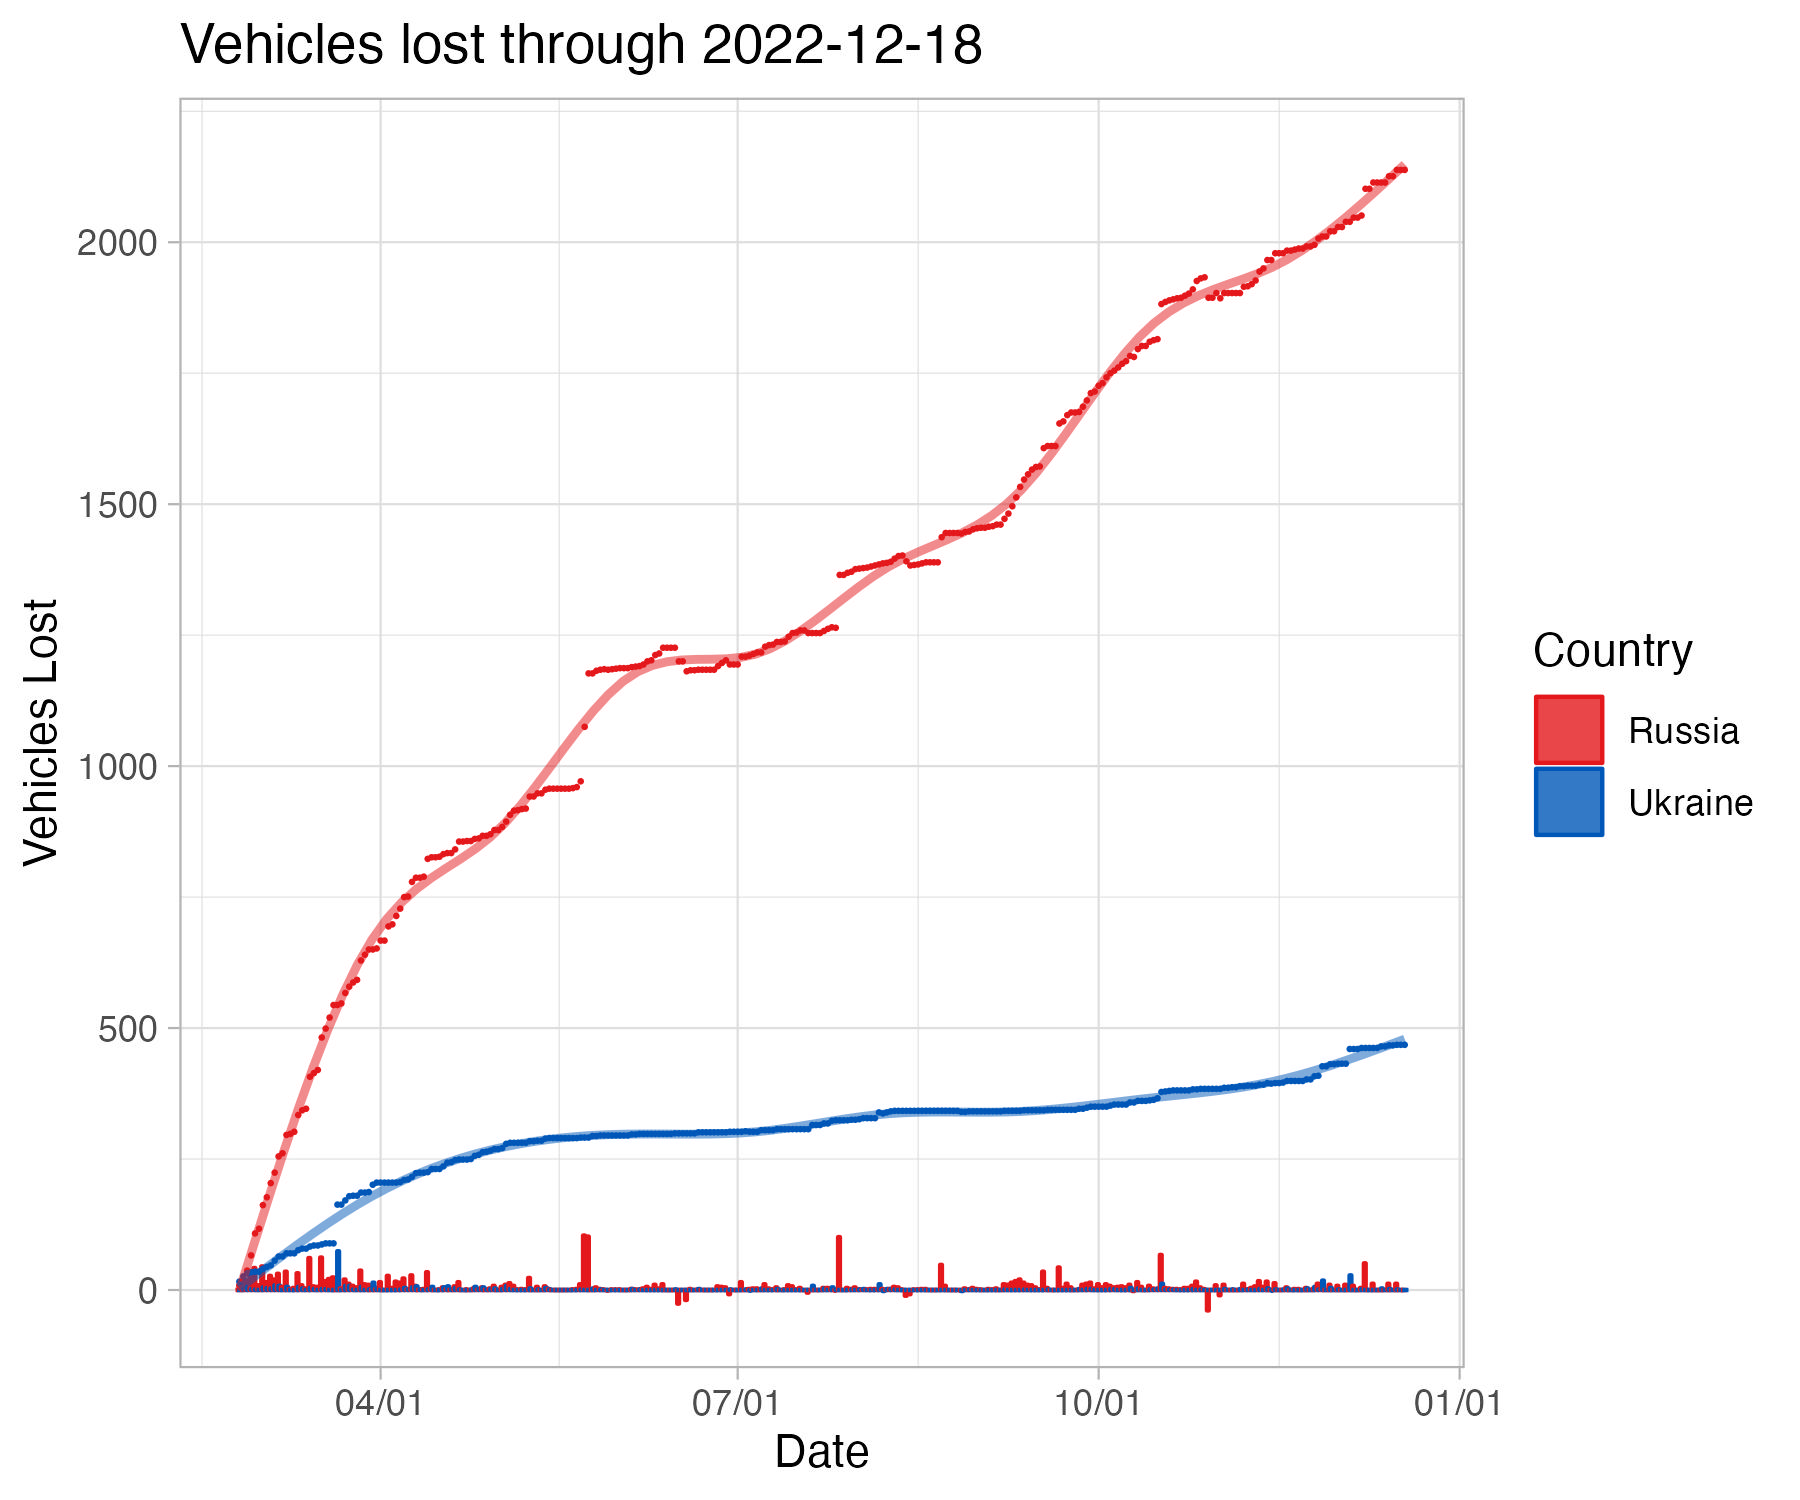 Vehicles lost through 2022-12-18
Vehicles Lost
2000
1500
1000
500
0
04/01
07/01
10/01
01/01
Date
Country
Russia
Ukraine